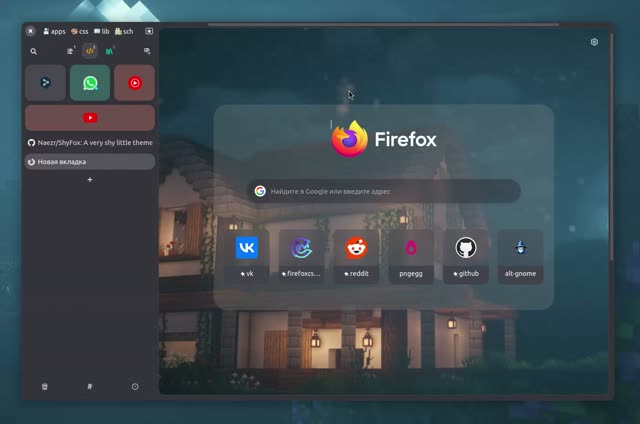 apps css lib sch
Naezr/ShyFox: A very shy little theme
Новая вкладка
Firefox
Найдите в Google или введите адрес
vk firefoxcs... reddit pngegg github alt-gnome